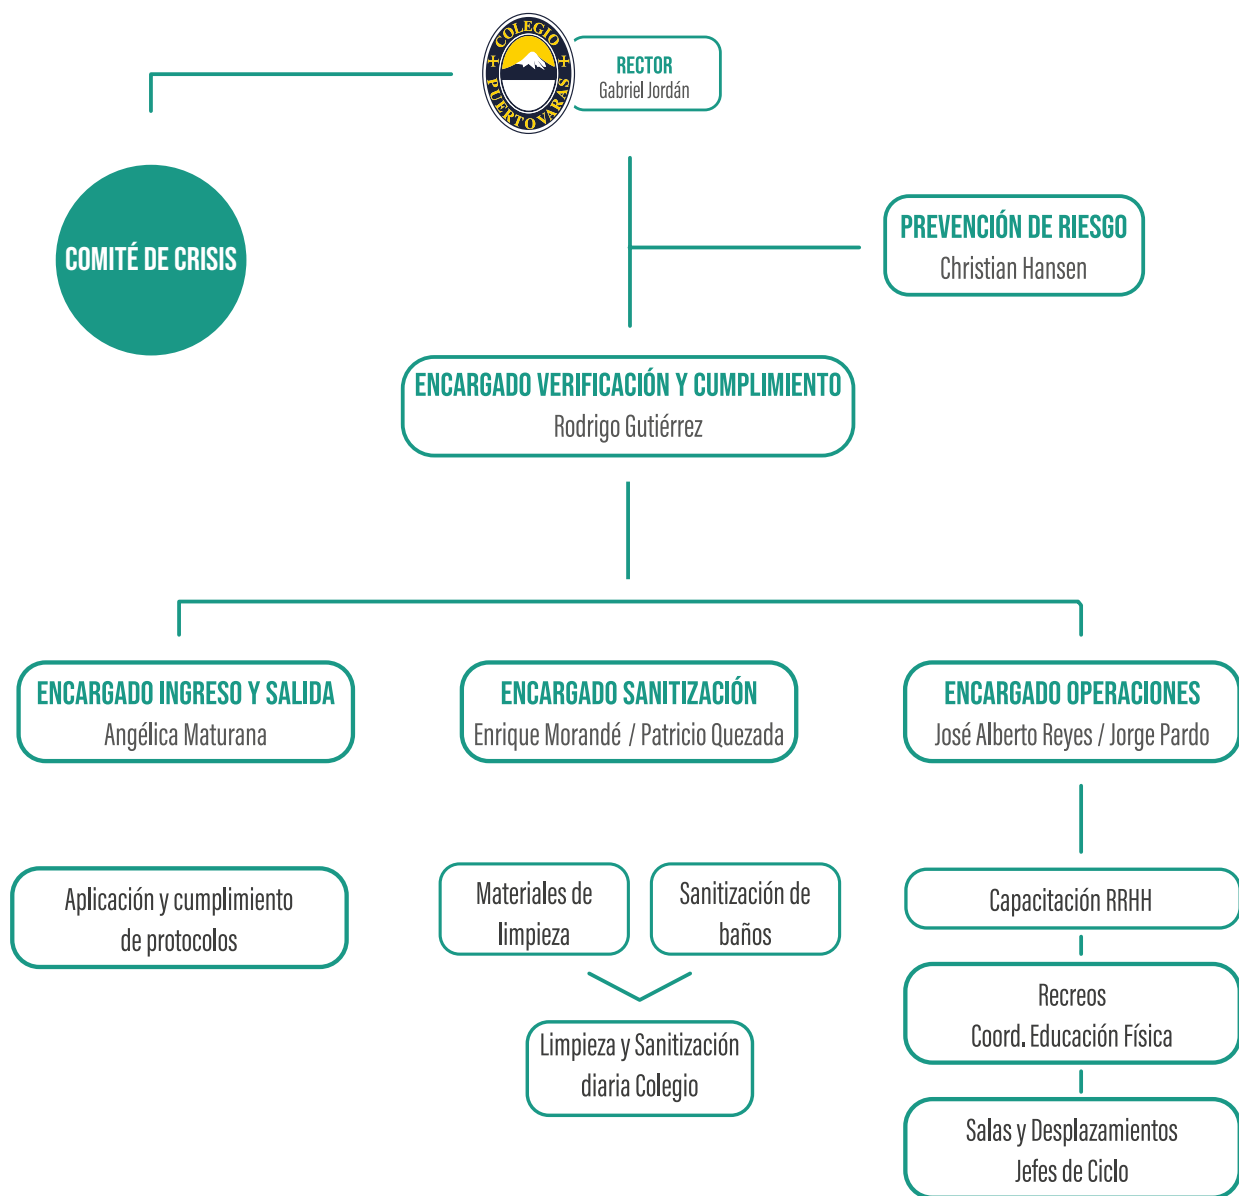 COLEGIO
PUERTO VARAS
RECTOR
Gabriel Jordán
COMITÉ DE CRISIS
PREVENCIÓN DE RIESGO
Christian Hansen
ENCARGADO VERIFICACIÓN Y CUMPLIMIENTO
Rodrigo Gutiérrez
ENCARGADO INGRESO Y SALIDA
Angélica Maturana
ENCARGADO SANITIZACIÓN
Enrique Morandé / Patricio Quezada
ENCARGADO OPERACIONES
José Alberto Reyes / Jorge Pardo
Aplicación y cumplimiento
de protocolos
Materiales de
limpieza
Sanitización de
baños
Limpieza y Sanitización
diaria Colegio
Capacitación RRHH
Recreos
Coord. Educación Física
Salas y Desplazamientos
Jefes de Ciclo